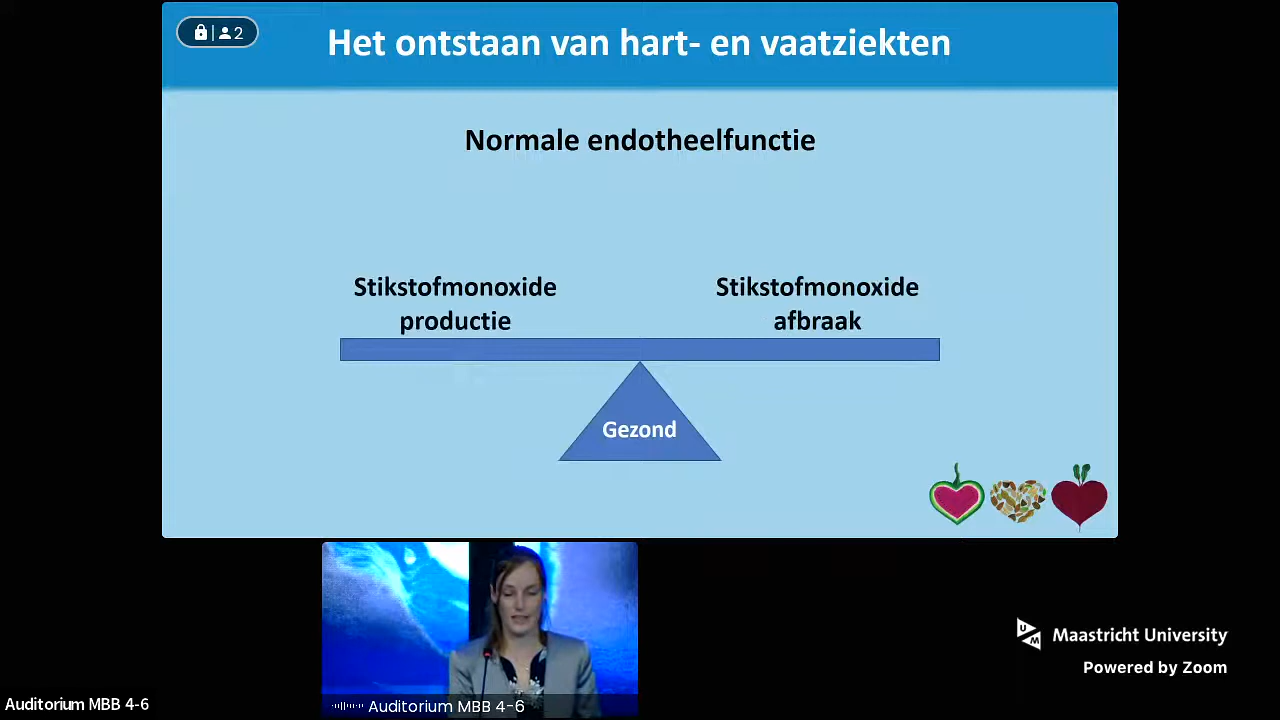 2
Het ontstaan van hart- en vaatziekten
Normale endotheelfunctie
Stikstofmonoxide
productie
Stikstofmonoxide
afbraak
Gezond
Auditorium MBB 4-6
UM
Maastricht University
Powered by Zoom
Auditorium MBB 4-6